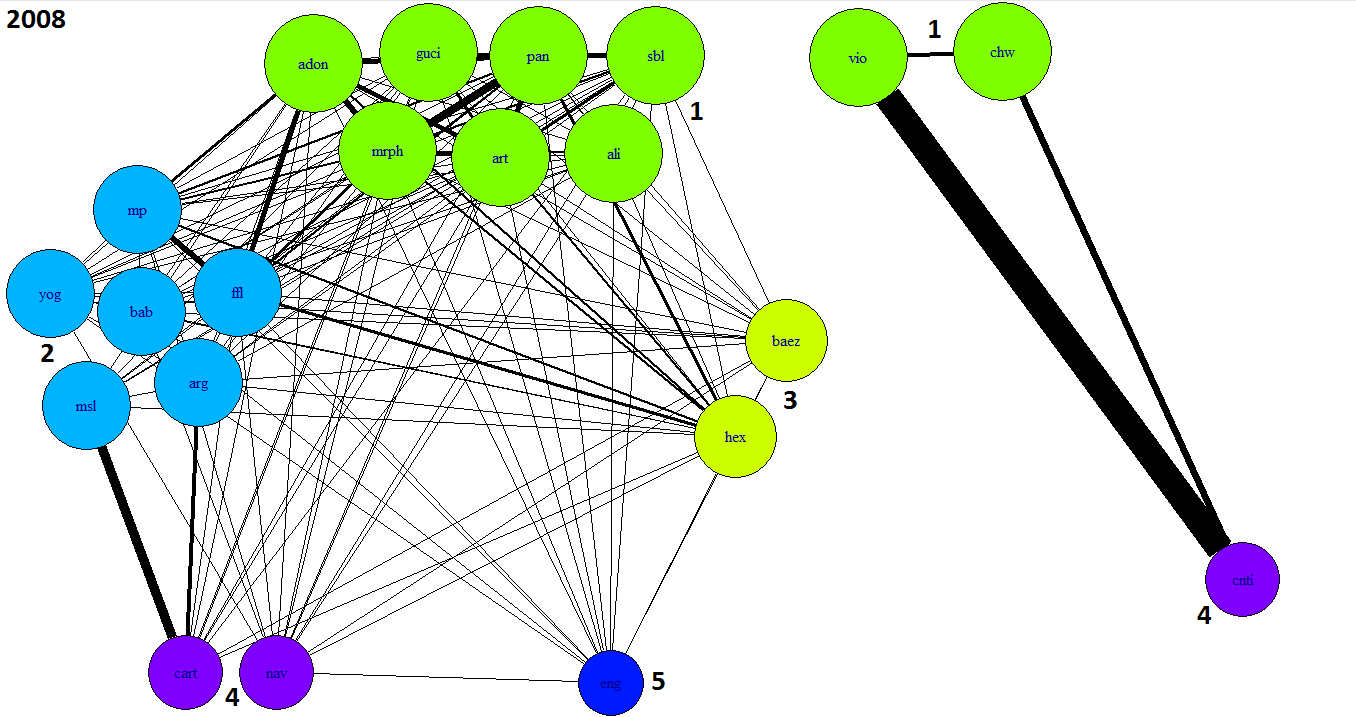 2008
adon
guci
pan
sbl
1
mrph
art
ali
mp
yog
bab
ffl
2
msl
arg
baez
3
hex
cart
4
nav
eng
5
vio
1
chw
cnti
4